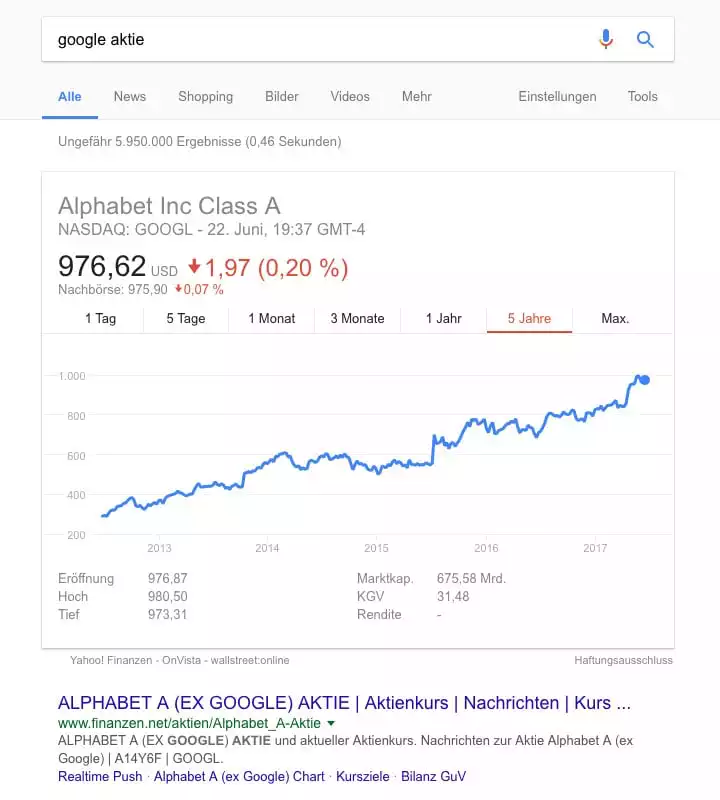 google aktie
Alle News Shopping Bilder Videos Mehr Einstellungen Tools
Ungefähr 5.950.000 Ergebnisse (0,46 Sekunden)
Alphabet Inc Class A
NASDAQ: GOOGL - 22. Juni, 19:37 GMT-4
976,62 USD 1,97 (0,20 %)
Nachbörse: 975,90 0,07 %
1 Tag 5 Tage 1 Monat 3 Monate 1 Jahr 5 Jahre Max.
1.000
800
600
400
200
2013 2014 2015 2016 2017
Eröffnung 976,87 Marktkap. 675,58 Mrd.
Hoch 980,50 KGV 31,48
Tief 973,31 Rendite -
Yahoo! Finanzen - OnVista - wallstreet:online Haftungsausschluss
ALPHABET A (EX GOOGLE) AKTIE | Aktienkurs | Nachrichten | Kurs ...
www.finanzen.net/aktien/Alphabet_A-Aktie
ALPHABET A (EX GOOGLE) AKTIE und aktueller Aktienkurs. Nachrichten zur Aktie Alphabet A (ex
Google) | A14Y6F | GOOGL.
Realtime Push · Alphabet A (ex Google) Chart · Kursziele · Bilanz GuV